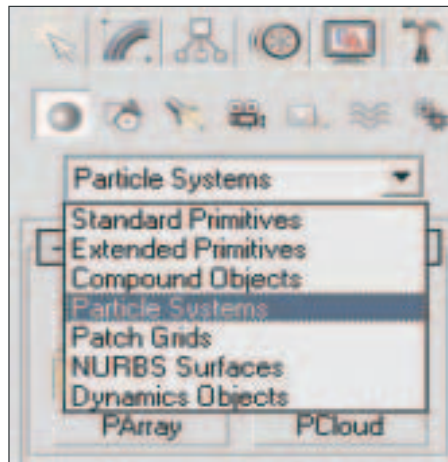 Particle Systems
Standard Primitives
Extended Primitives
Compound Objects
Particle Systems
Patch Grids
NURBS Surfaces
Dynamics Objects
PArray PCloud